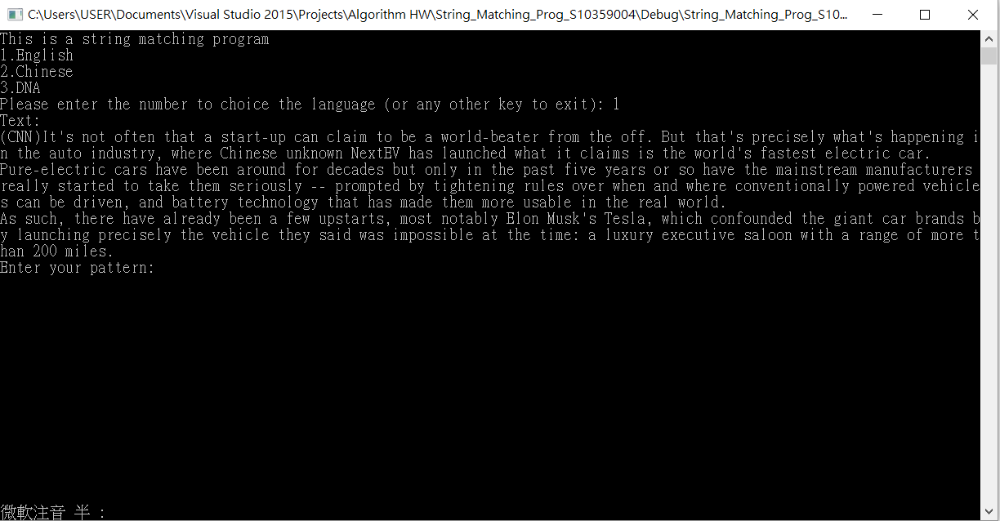 C:\Users\USER\Documents\Visual Studio 2015\Projects\Algorithm HW\String_Matching_Prog_S10359004\Debug\String_Matching_Prog_S10...
This is a string matching program
1.English
2.Chinese
3.DNA
Please enter the number to choice the language (or any other key to exit): 1
Text:
(CNN)It's not often that a start-up can claim to be a world-beater from the off. But that's precisely what's happening i
n the auto industry, where Chinese unknown NextEV has launched what it claims is the world's fastest electric car.
Pure-electric cars have been around for decades but only in the past five years or so have the mainstream manufacturers
really started to take them seriously -- prompted by tightening rules over when and where conventionally powered vehicle
s can be driven, and battery technology that has made them more usable in the real world.
As such, there have already been a few upstarts, most notably Elon Musk's Tesla, which confounded the giant car brands b
y launching precisely the vehicle they said was impossible at the time: a luxury executive saloon with a range of more t
han 200 miles.
Enter your pattern:
微軟注音 半 :